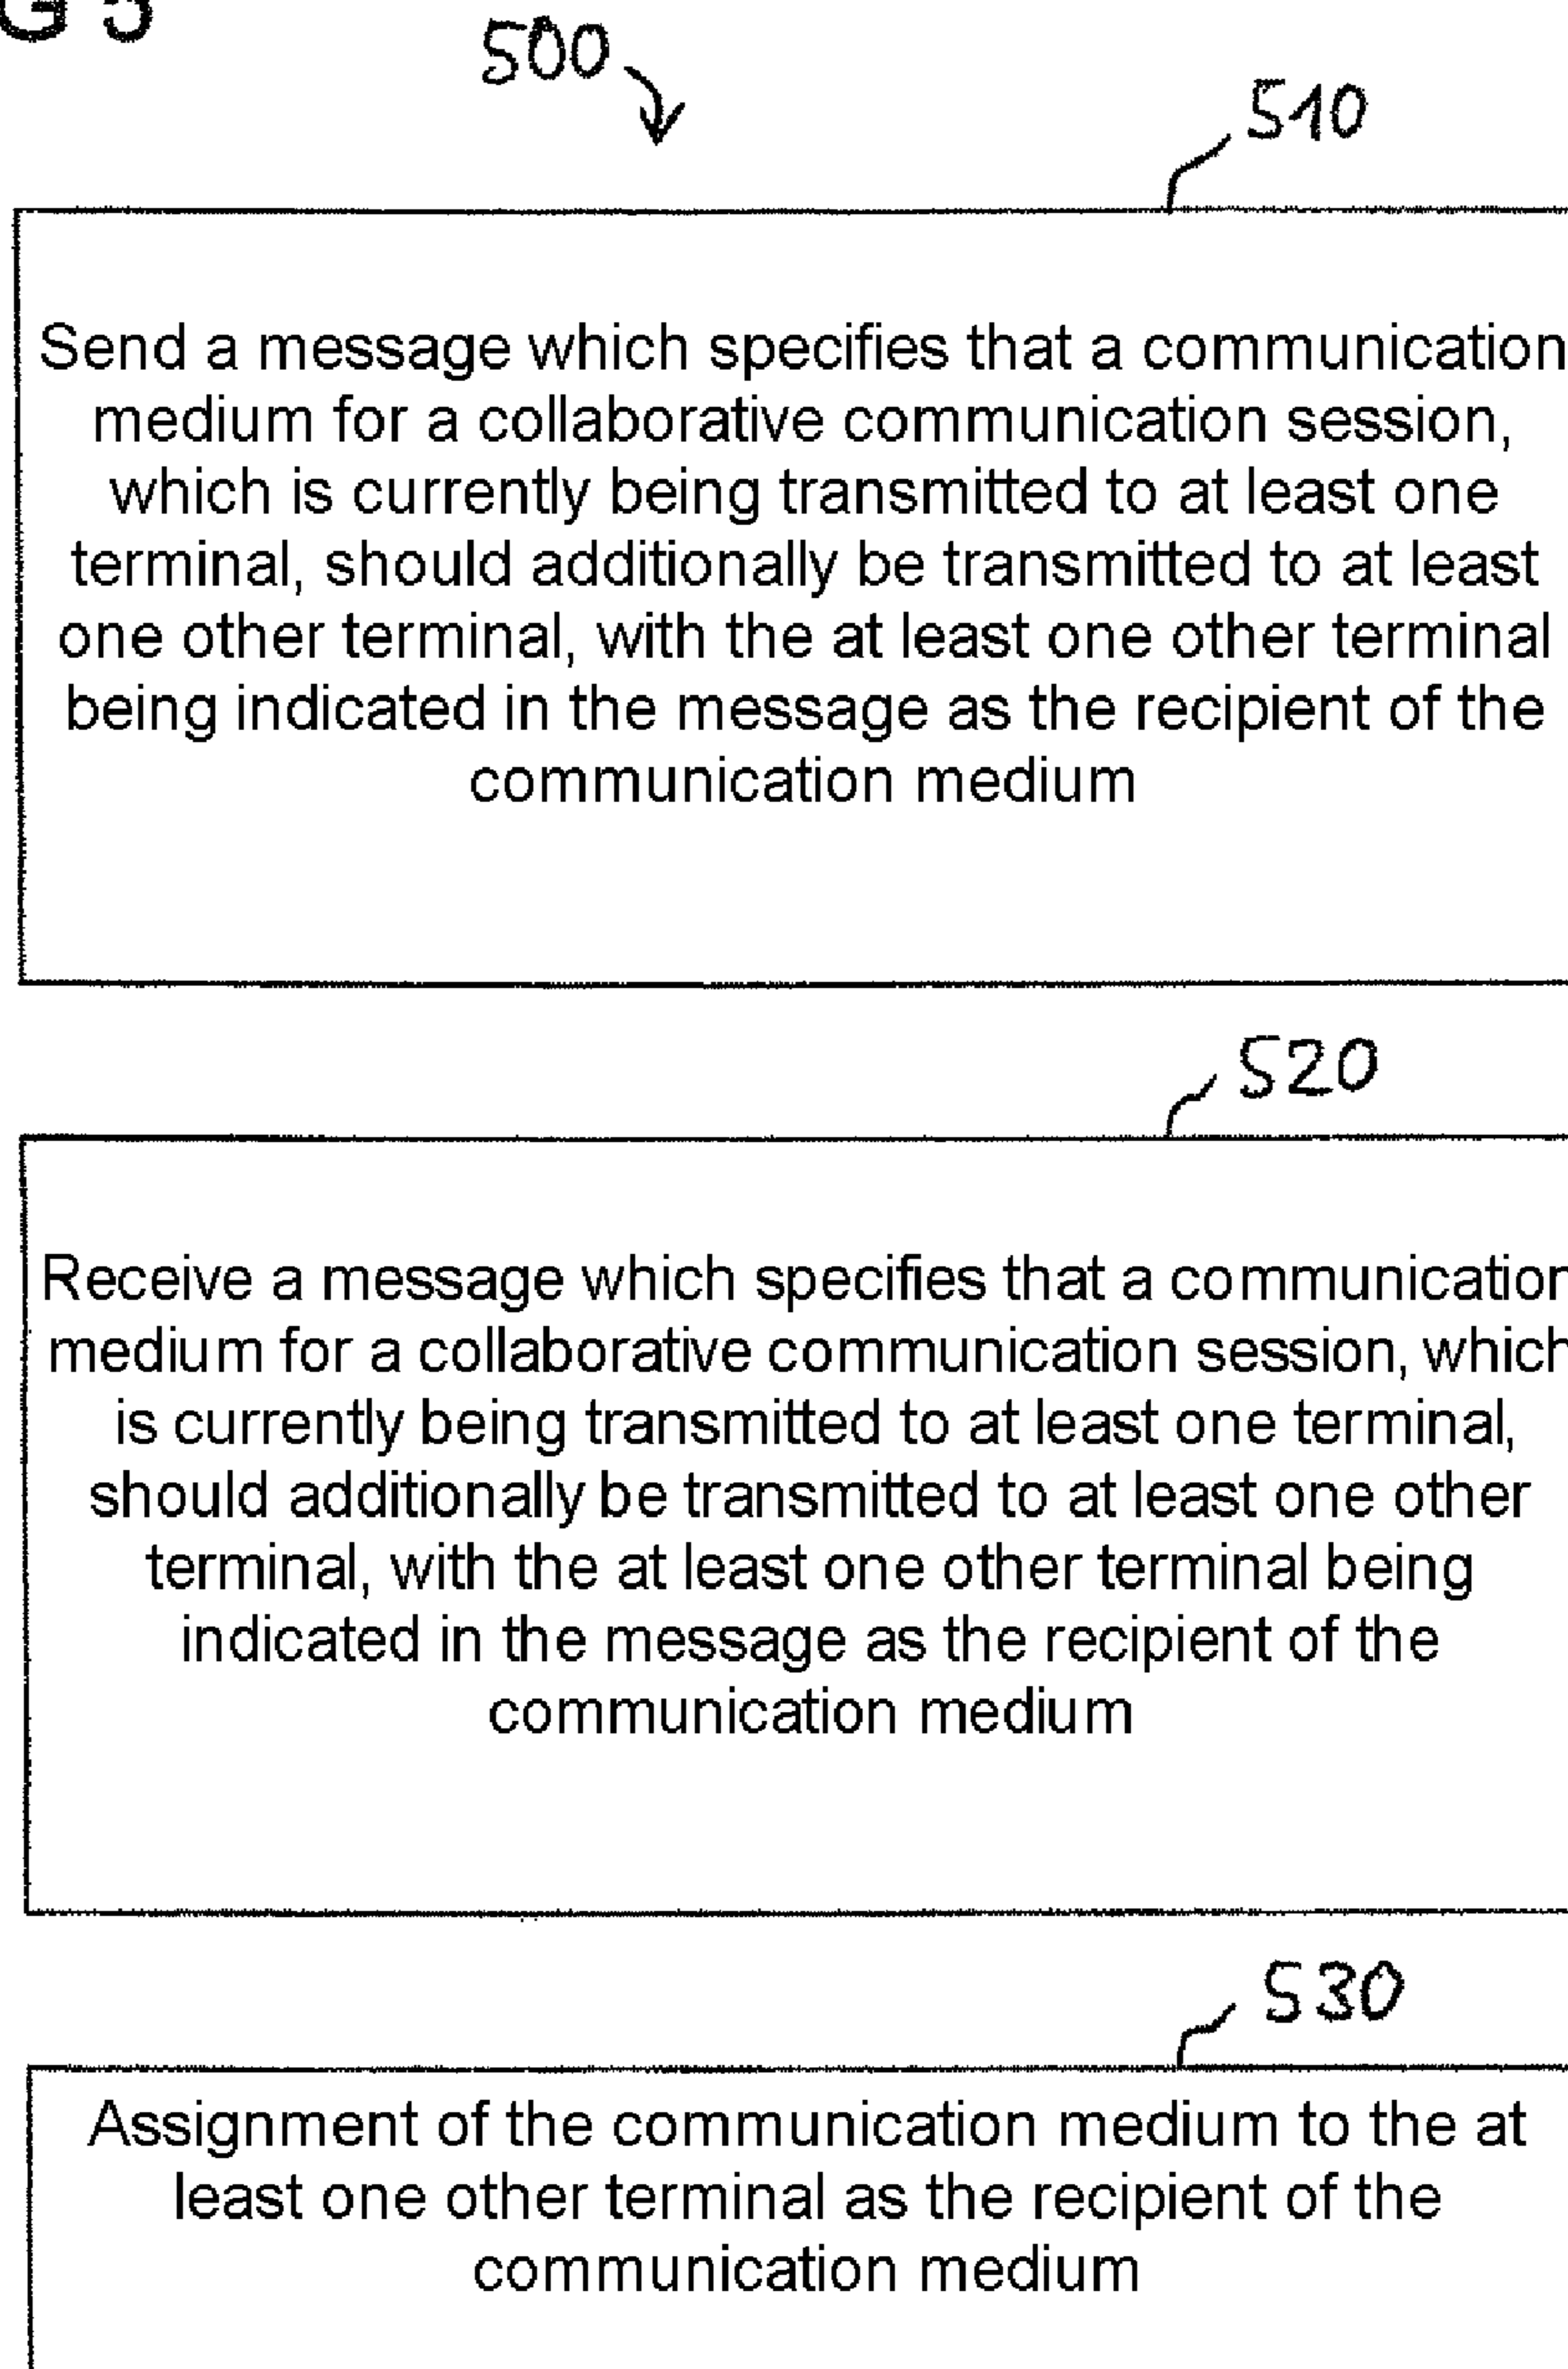 G 5
500
510
Send a message which specifies that a communication
medium for a collaborative communication session,
which is currently being transmitted to at least one
terminal, should additionally be transmitted to at least
one other terminal, with the at least one other terminal
being indicated in the message as the recipient of the
communication medium
520
Receive a message which specifies that a communication
medium for a collaborative communication session, which
is currently being transmitted to at least one terminal,
should additionally be transmitted to at least one other
terminal, with the at least one other terminal being
indicated in the message as the recipient of the
communication medium
530
Assignment of the communication medium to the at
least one other terminal as the recipient of the
communication medium